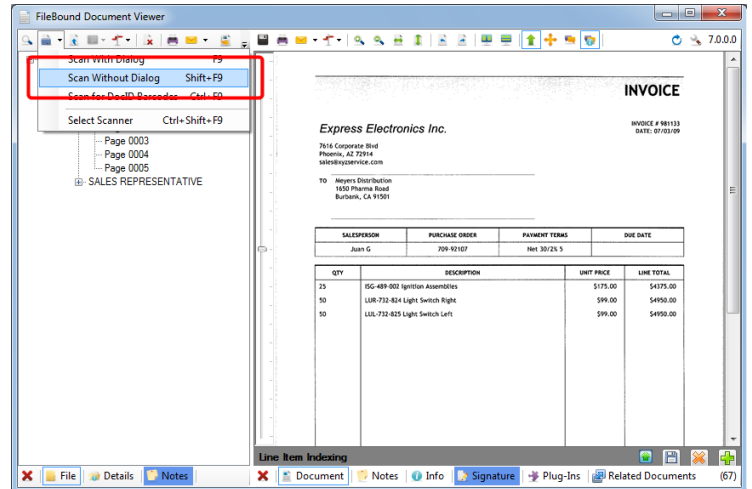 FileBound Document Viewer
7.0.0.0
Scan With Dialog F9
Scan Without Dialog Shift+F9
Scan for DocID Barcodes Ctrl+F9
Select Scanner Ctrl+Shift+F9
Page 0003
Page 0004
Page 0005
SALES REPRESENTATIVE
INVOICE
Express Electronics Inc.
INVOICE # 981133
DATE: 07/03/09
7616 Corporate Blvd
Phoenix, AZ 72914
sales@xyzservice.com
TO Meyers Distribution
1650 Pharma Road
Burbank, CA 91501
SALESPERSON PURCHASE ORDER PAYMENT TERMS DUE DATE
Juan G 709-92107 Net 30/2% 5
QTY DESCRIPTION UNIT PRICE LINE TOTAL
25 ISG-489-002 Ignition Assemblies $175.00 $4375.00
50 LUR-732-824 Light Switch Right $99.00 $4950.00
50 LUL-732-825 Light Switch Left $99.00 $4950.00
Line Item Indexing
File Details Notes
Document Notes Info Signature Plug-Ins Related Documents (67)